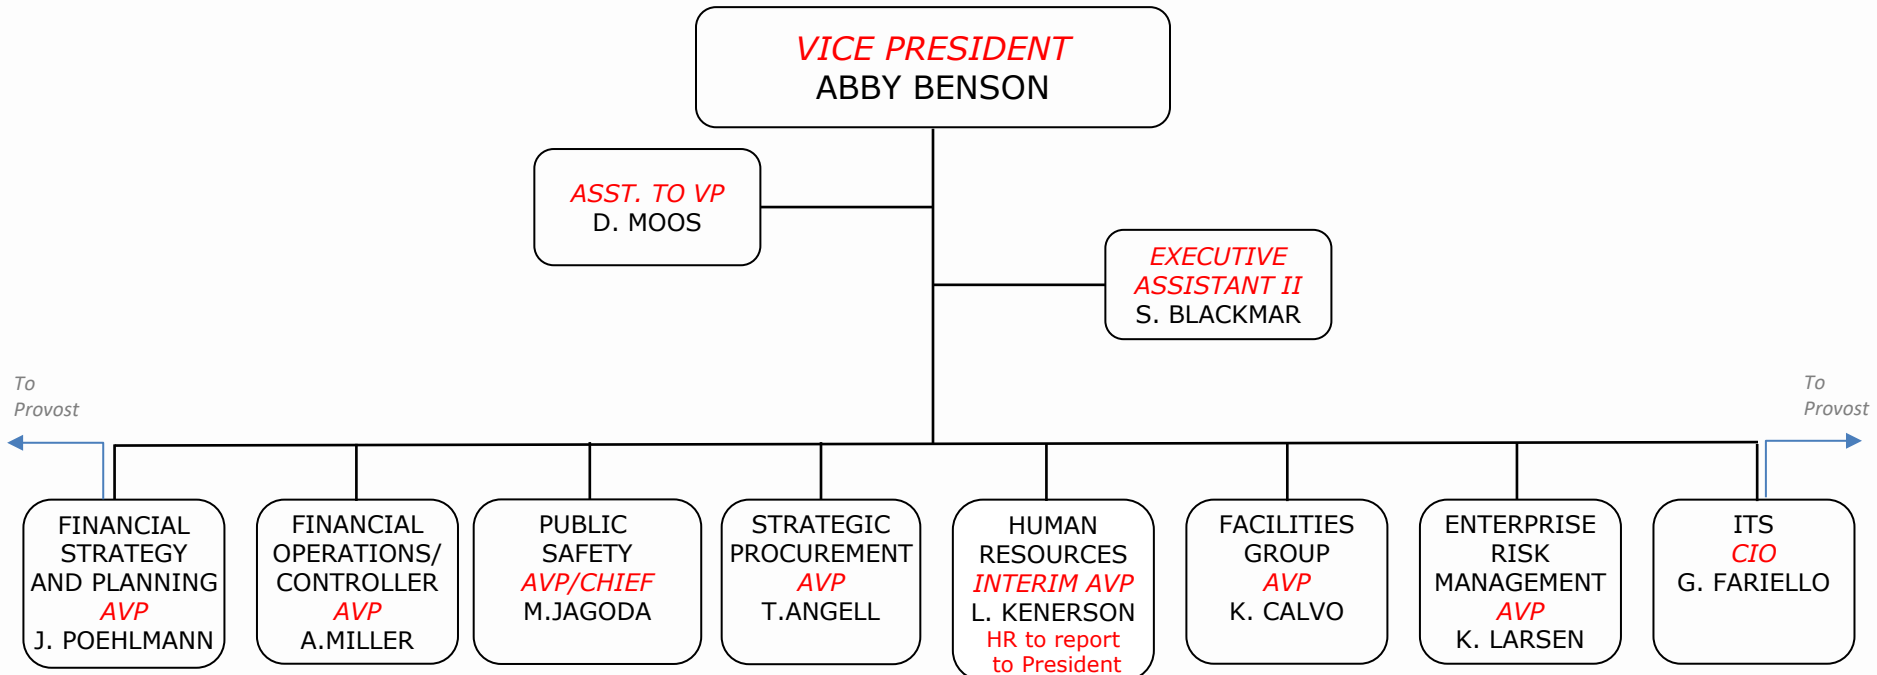 VICE PRESIDENT
ABBY BENSON
ASST. TO VP
D. MOOS
EXECUTIVE
ASSISTANT II
S. BLACKMAR
To
Provost
To
Provost
FINANCIAL
STRATEGY
AND PLANNING
AVP
J. POEHLMANN
FINANCIAL
OPERATIONS/
CONTROLLER
AVP
A.MILLER
PUBLIC
SAFETY
AVP/CHIEF
M.JAGODA
STRATEGIC
PROCUREMENT
AVP
T.ANGELL
HUMAN
RESOURCES
INTERIM AVP
L. KENERSON
HR to report
to President
FACILITIES
GROUP
AVP
K. CALVO
ENTERPRISE
RISK
MANAGEMENT
AVP
K. LARSEN
ITS
CIO
G. FARIELLO